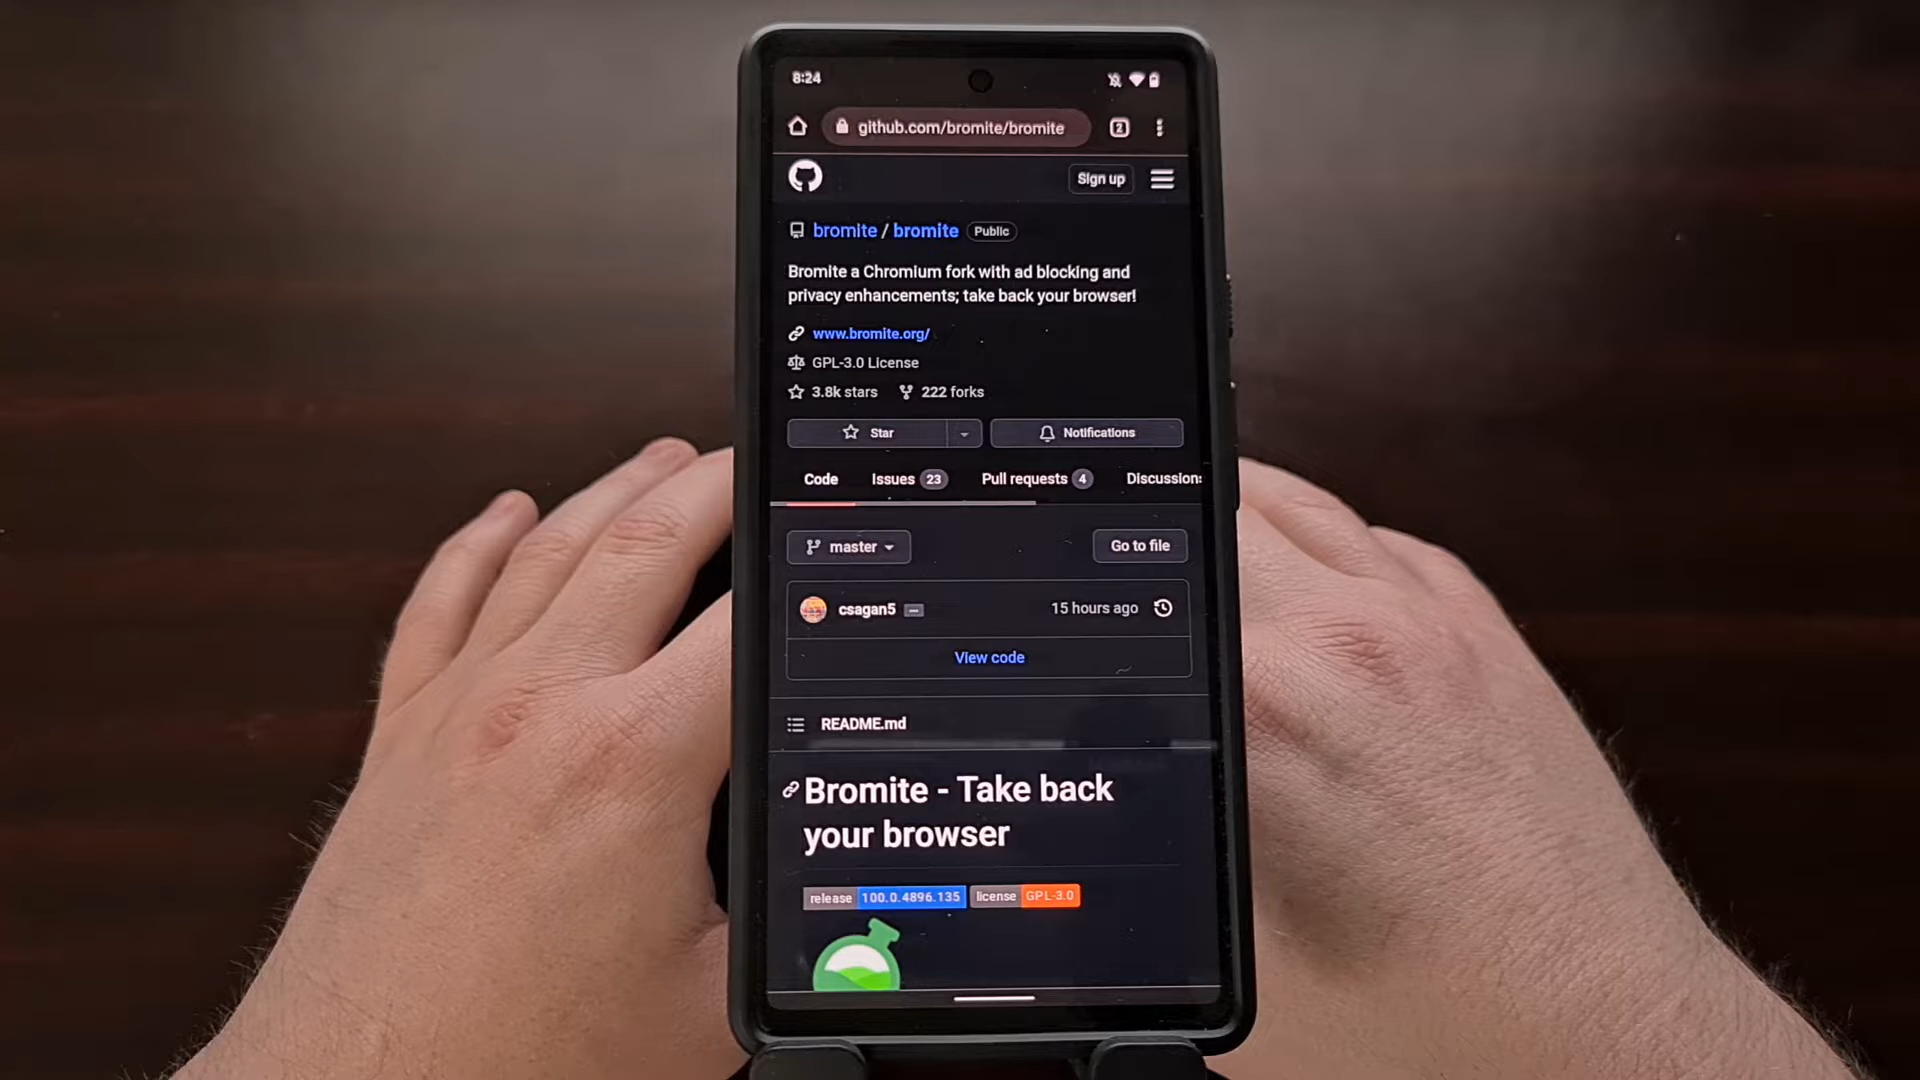 8:24
github.com/bromite/bromite
2
Sign up
bromite / bromite Public
Bromite a Chromium fork with ad blocking and
privacy enhancements; take back your browser!
www.bromite.org/
GPL-3.0 License
3.8k stars 222 forks
Star Notifications
Code Issues 23 Pull requests 4 Discussions
master Go to file
csagan5 ... 15 hours ago
View code
README.md
Bromite - Take back
your browser
release 100.0.4896.135 license GPL-3.0